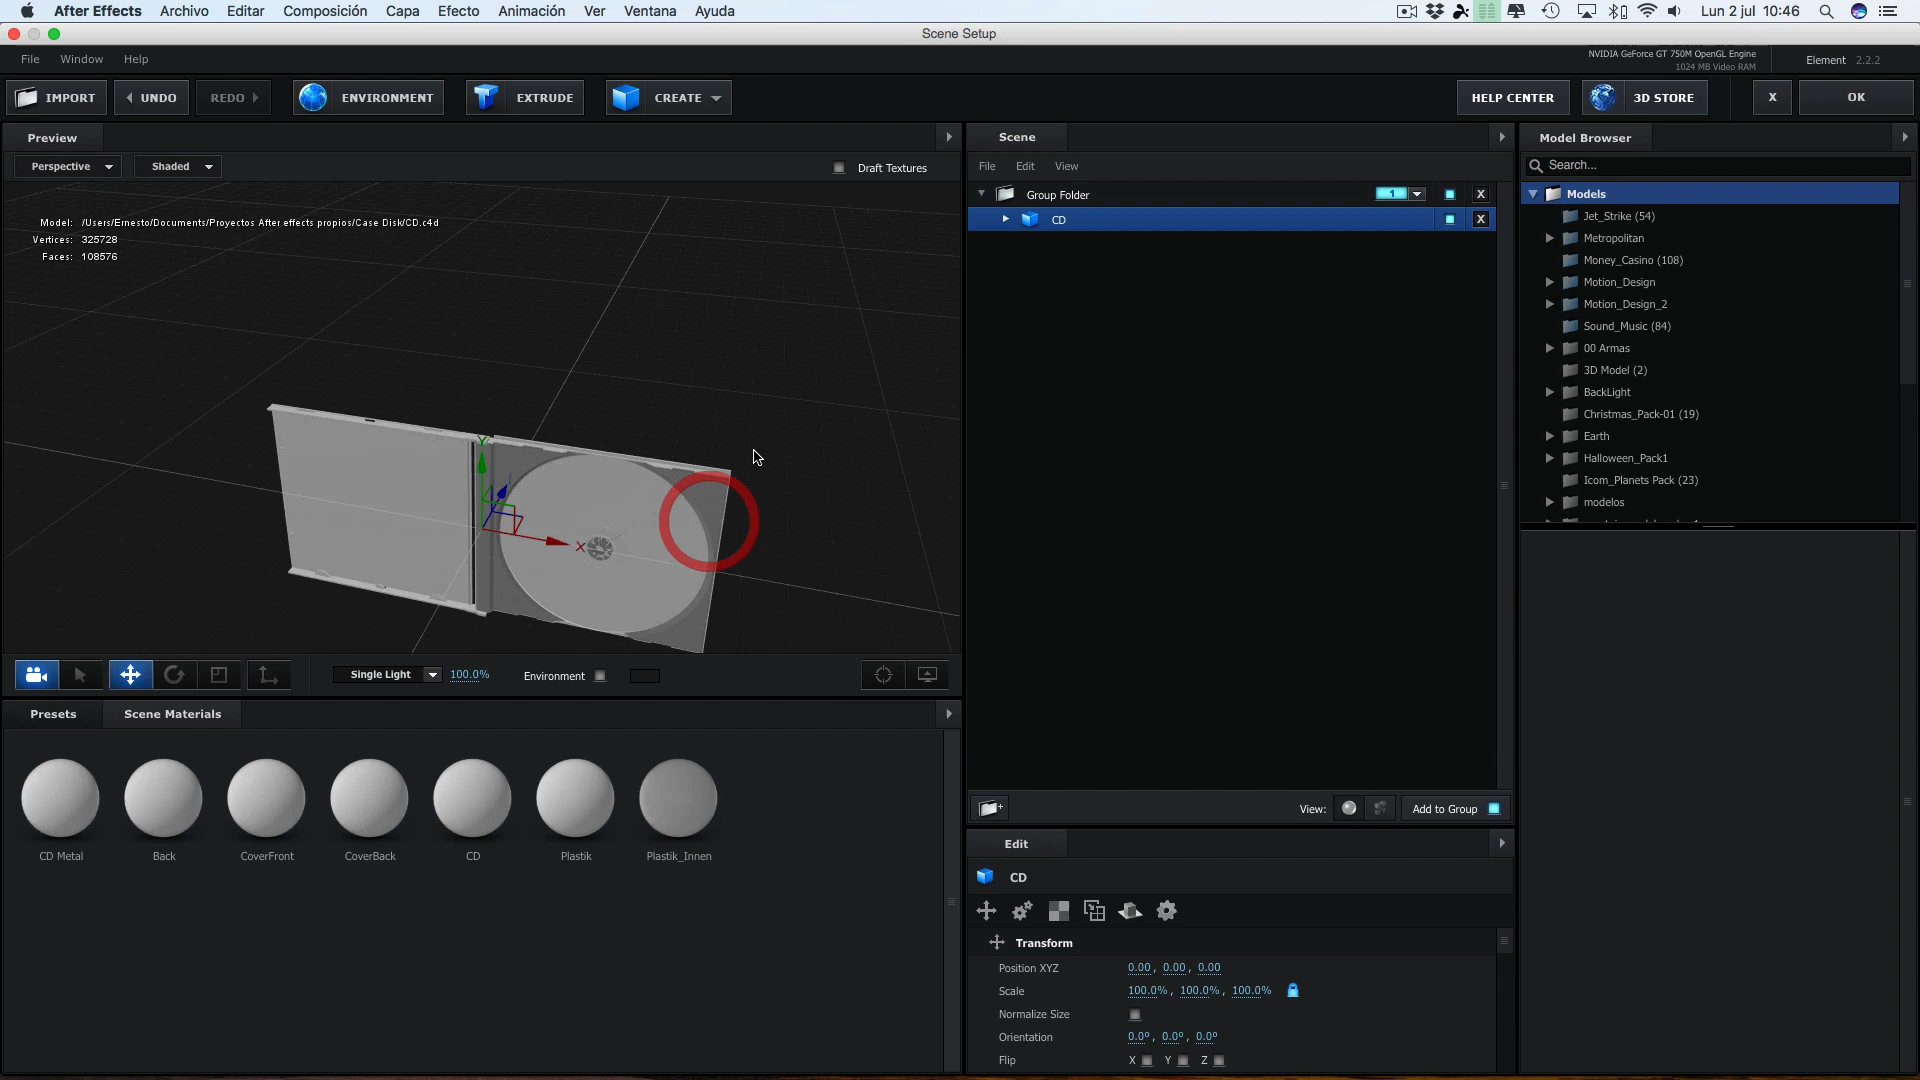 After Effects Archivo Editar Composición Capa Efecto Animación Ver Ventana Ayuda Lun 2 jul 10:46
Scene Setup
File Window Help NVIDIA GeForce GT 750M OpenGL Engine
1024 MB Video RAM
Element 2.2.2
IMPORT UNDO REDO ENVIRONMENT EXTRUDE CREATE HELP CENTER 3D STORE X OK
Preview
Perspective Shaded Draft Textures
Model: /Users/Ernesto/Documents/Proyectos After effects propios/Case Disk/CD.c4d
Vertices: 325728
Faces: 108576
Y
X
Single Light 100.0% Environment
Presets Scene Materials
CD Metal Back CoverFront CoverBack CD Plastik Plastik_Innen
Scene
File Edit View
Group Folder 1 X
CD X
View: Add to Group
Edit
CD
Transform
Position XYZ 0.00, 0.00, 0.00
Scale 100.0%, 100.0%, 100.0%
Normalize Size
Orientation 0.0º, 0.0º, 0.0º
Flip X Y Z
Model Browser
Search...
Models
Jet_Strike (54)
Metropolitan
Money_Casino (108)
Motion_Design
Motion_Design_2
Sound_Music (84)
00 Armas
3D Model (2)
BackLight
Christmas_Pack-01 (19)
Earth
Halloween_Pack1
Icom_Planets Pack (23)
modelos